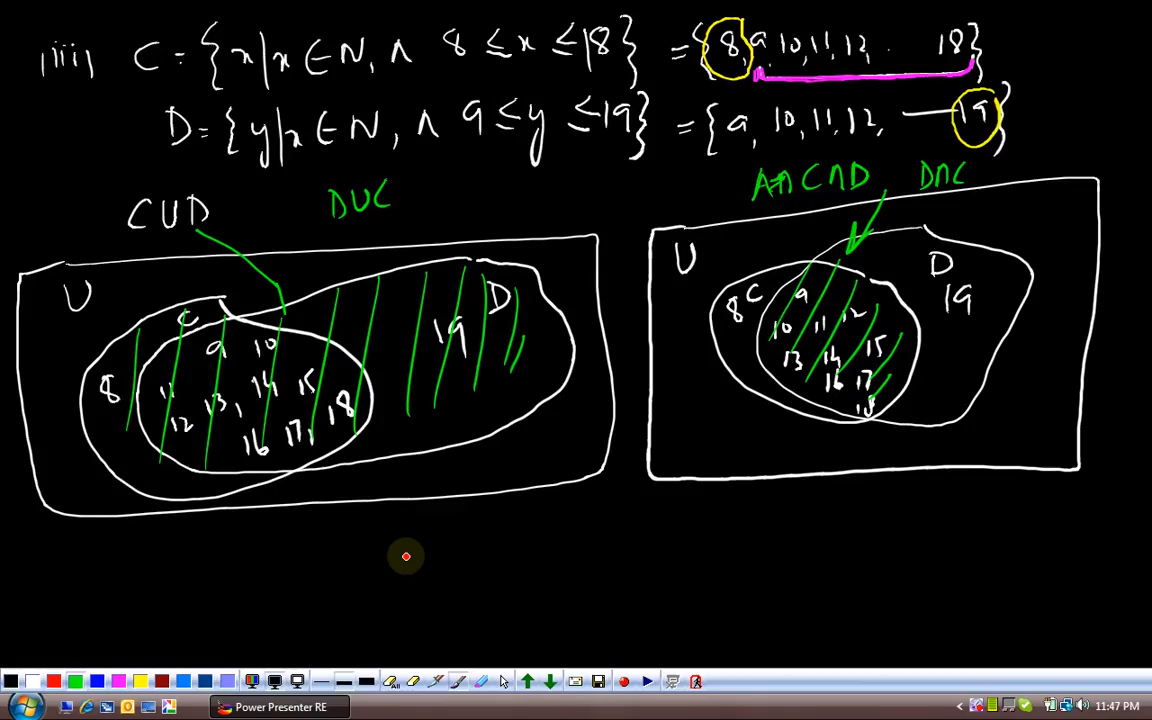 iii) C = {x|x ∈ N, ∧ 8 ≤ x ≤ 18} = {8, 9, 10, 11, 12, . 18}
D = {y|x ∈ N, ∧ 9 ≤ y ≤ 19} = {9, 10, 11, 12, — 19}
C∪D D∪C
C∩D D∩C
U
C D
8 9 10 19
11 14 15
12 13 18
16 17
U
C D
8 9 19
10 11 12
13 14 15
16 17
18
Power Presenter RE
11:47 PM